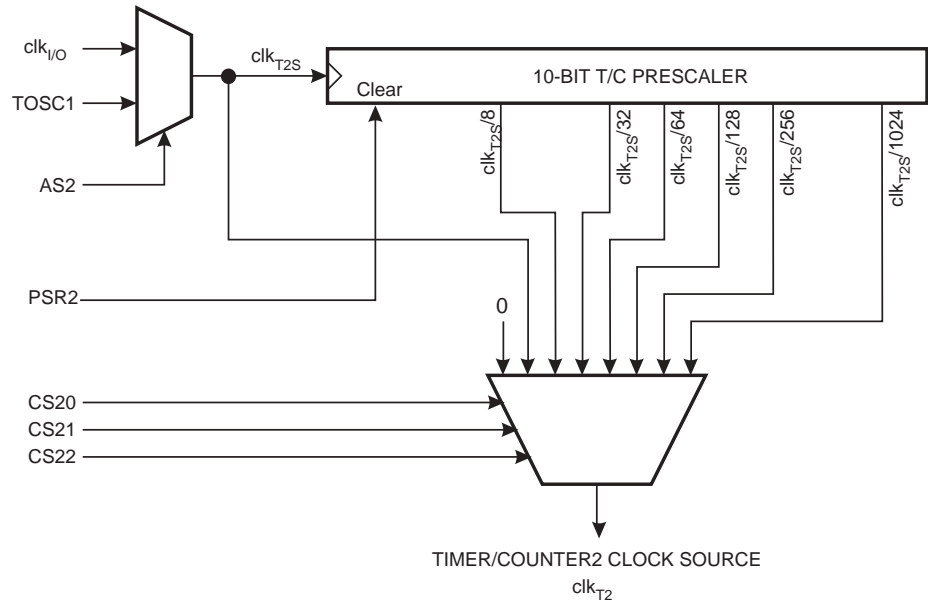 clkI/O
TOSC1
AS2
PSR2
clkT2S
10-BIT T/C PRESCALER
Clear
clkT2S/8
clkT2S/32
clkT2S/64
clkT2S/128
clkT2S/256
clkT2S/1024
0
CS20
CS21
CS22
TIMER/COUNTER2 CLOCK SOURCE
clkT2